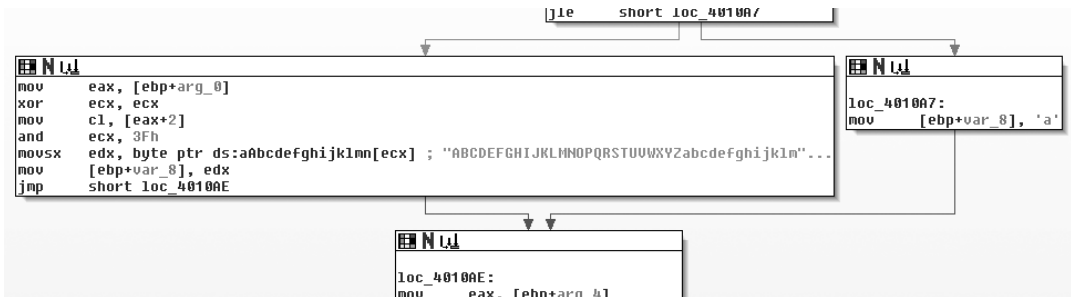 jle     short loc_4010A7
mov     eax, [ebp+arg_0]
xor     ecx, ecx
mov     cl, [eax+2]
and     ecx, 3Fh
movsx   edx, byte ptr ds:aAbcdefghijklmn[ecx] ; "ABCDEFGHIJKLMNOPQRSTUVWXYZabcdefghijklm"...
mov     [ebp+var_8], edx
jmp     short loc_4010AE
loc_4010A7:
mov     [ebp+var_8], 'a'
loc_4010AE:
mov     eax, [ebp+arg_4]